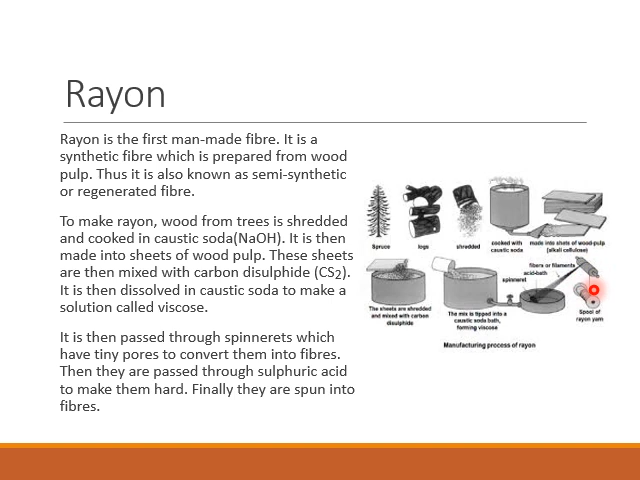 Rayon
Rayon is the first man-made fibre. It is a
synthetic fibre which is prepared from wood
pulp. Thus it is also known as semi-synthetic
or regenerated fibre.
To make rayon, wood from trees is shredded
and cooked in caustic soda(NaOH). It is then
made into sheets of wood pulp. These sheets
are then mixed with carbon disulphide (CS2).
It is then dissolved in caustic soda to make a
solution called viscose.
It is then passed through spinnerets which
have tiny pores to convert them into fibres.
Then they are passed through sulphuric acid
to make them hard. Finally they are spun into
fibres.
Spruce
logs
shredded
cooked with
caustic soda
made into shets of wood-pulp
(alkali cellulose)
fibers or filaments
acid-bath
spinneret
The sheets are shredded
and mixed with carbon
disulphide
The mix is tipped into a
caustic soda bath,
forming viscose
Spool of
rayon yarn
Manufacturing process of rayon